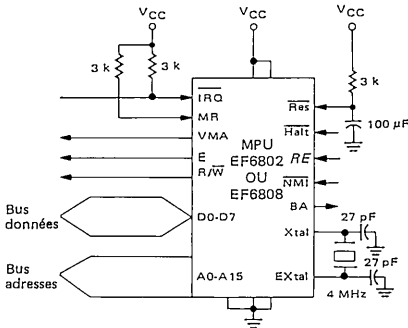 VCC VCC VCC
3 k 3 k 3 k
IRQ
MR
VMA
E
R/W
D0-D7
A0-A15
MPU
EF6802
OU
EF6808
Res
Halt
RE
NMI
BA
Xtal
EXtal
100 µF
27 pF
27 pF
4 MHz
Bus
données
Bus
adresses